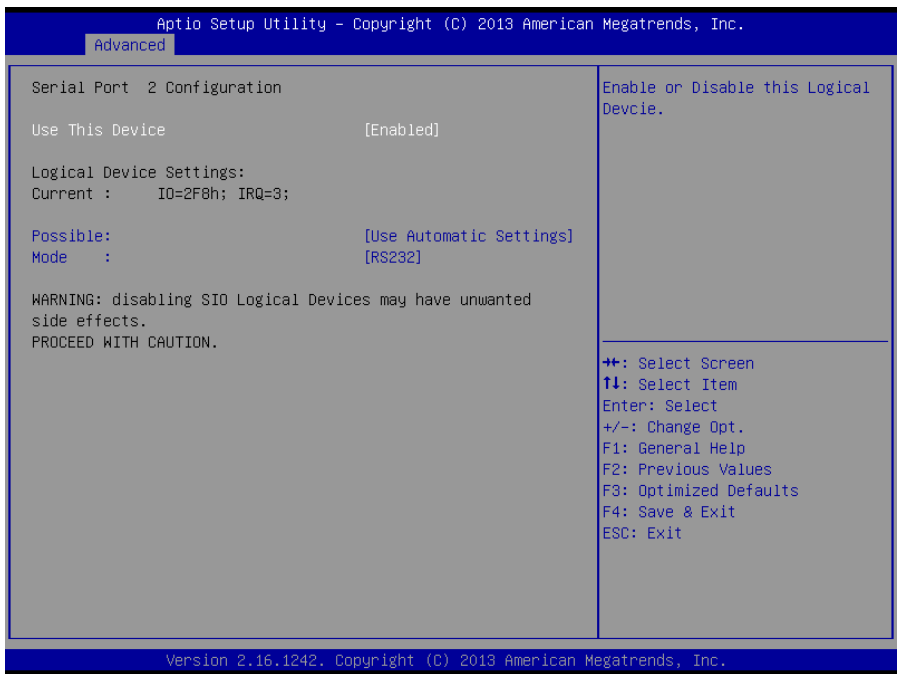 Aptio Setup Utility – Copyright (C) 2013 American Megatrends, Inc.
Advanced
Serial Port 2 Configuration
Use This Device [Enabled]
Logical Device Settings:
Current : IO=2F8h; IRQ=3;
Possible: [Use Automatic Settings]
Mode : [RS232]
WARNING: disabling SIO Logical Devices may have unwanted
side effects.
PROCEED WITH CAUTION.
Enable or Disable this Logical
Devcie.
→←: Select Screen
↑↓: Select Item
Enter: Select
+/-: Change Opt.
F1: General Help
F2: Previous Values
F3: Optimized Defaults
F4: Save & Exit
ESC: Exit
Version 2.16.1242. Copyright (C) 2013 American Megatrends, Inc.